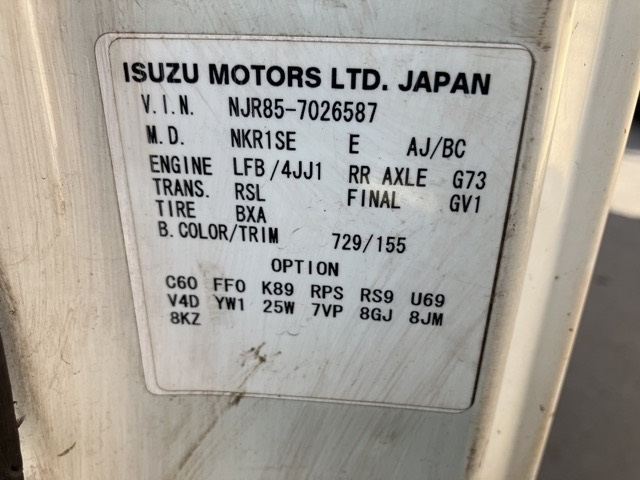 ISUZU MOTORS LTD. JAPAN
V.I.N. NJR85-7026587
M.D. NKR1SE E AJ/BC
ENGINE LFB/4JJ1 RR AXLE G73
TRANS. RSL FINAL GV1
TIRE BXA
B.COLOR/TRIM 729/155
OPTION
C60 FF0 K89 RPS RS9 U69
V4D YW1 25W 7VP 8GJ 8JM
8KZ